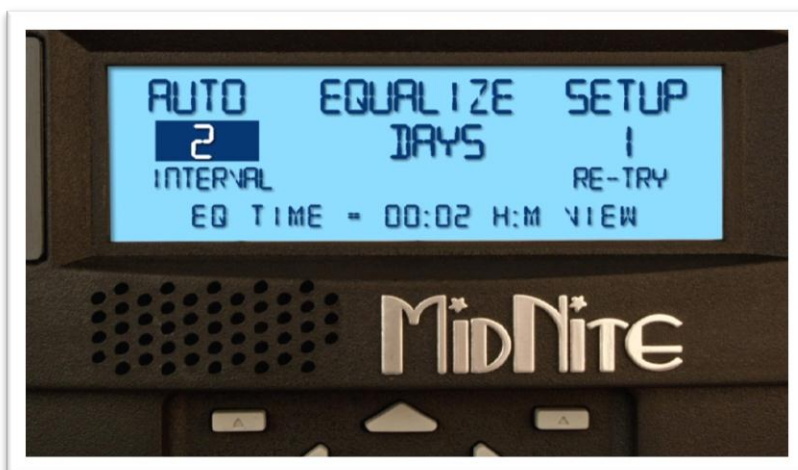 AUTO EQUALIZE SETUP
2 DAYS 1
INTERVAL RE-TRY
EQ TIME = 00:02 H:M VIEW
MIDNITE